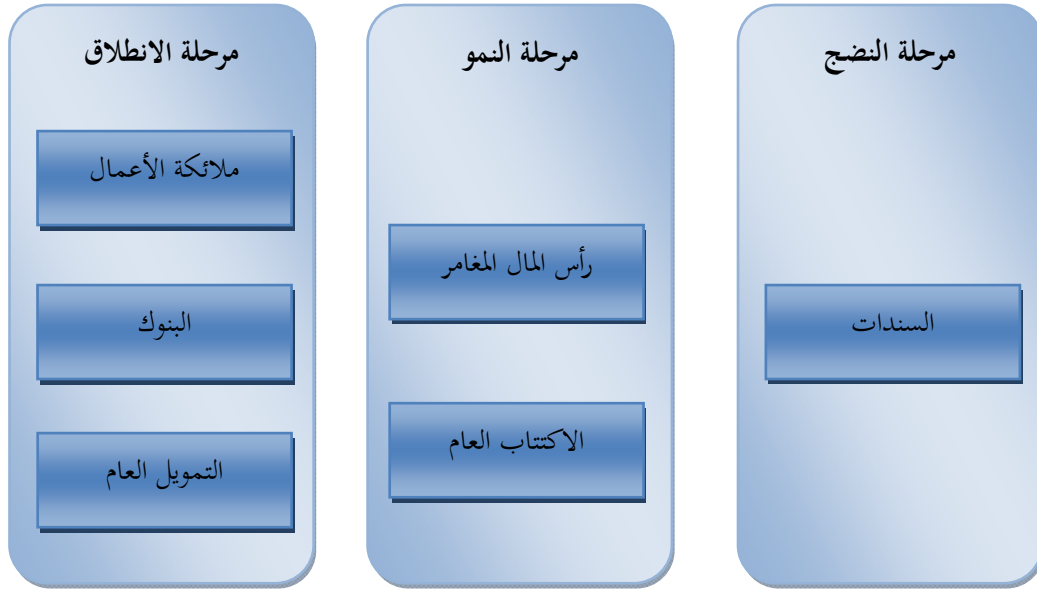 مرحلة الانطلاق
ملائكة الأعمال
البنوك
التمويل العام
مرحلة النمو
رأس المال المغامر
الاكتتاب العام
مرحلة النضج
السندات